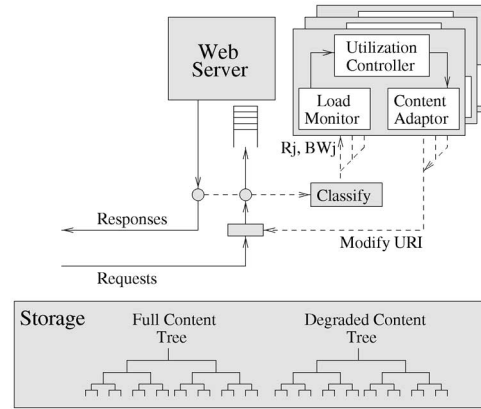 Web
Server
Utilization
Controller
Load
Monitor
Content
Adaptor
Rj, BWj
Classify
Responses
Modify URI
Requests
Storage
Full Content
Tree
Degraded Content
Tree